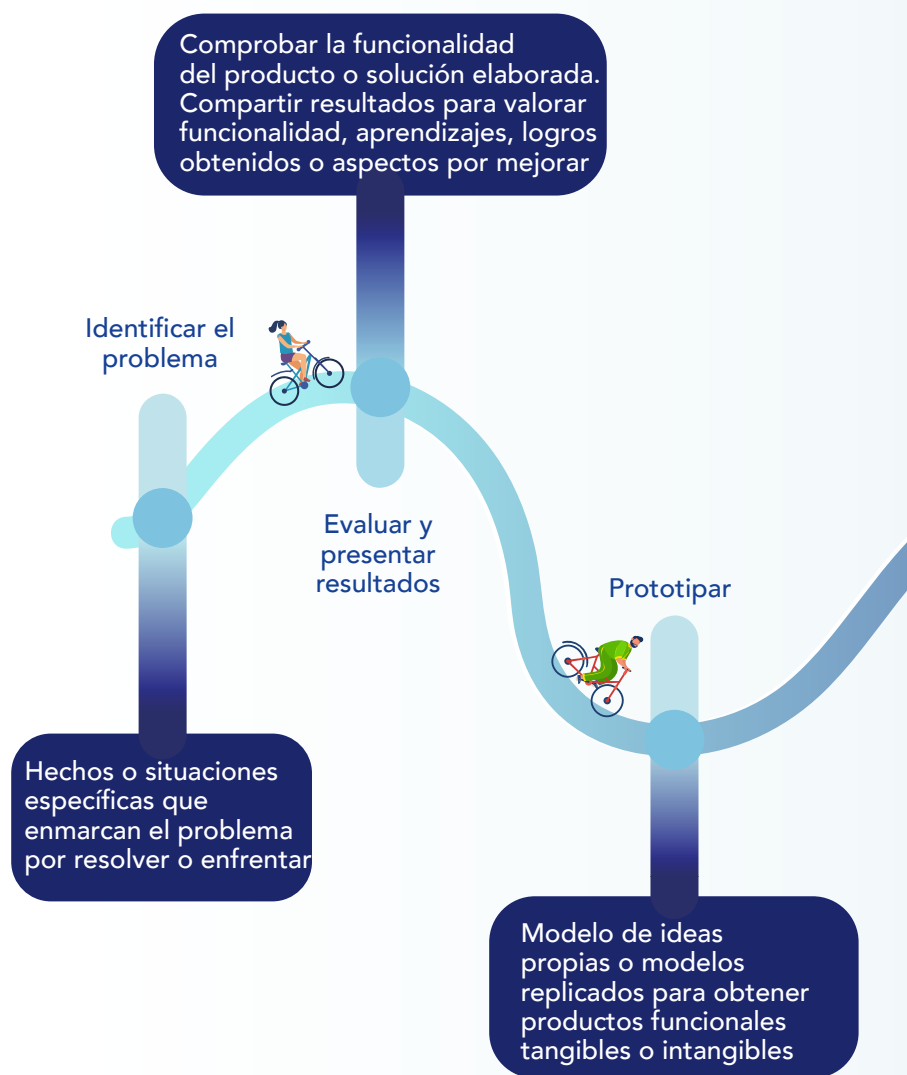 Comprobar la funcionalidad
del producto o solución elaborada.
Compartir resultados para valorar
funcionalidad, aprendizajes, logros
obtenidos o aspectos por mejorar
Identificar el
problema
Evaluar y
presentar
resultados
Prototipar
Hechos o situaciones
específicas que
enmarcan el problema
por resolver o enfrentar
Modelo de ideas
propias o modelos
replicados para obtener
productos funcionales
tangibles o intangibles